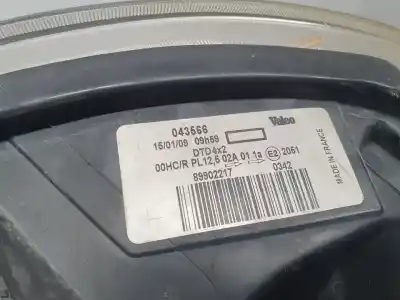 Valeo
043566
15/01/09 09h59
DTD4x2
00HC/R PL12,5 02A 01 1a E2 2051
89902217 0342
MADE IN FRANCE